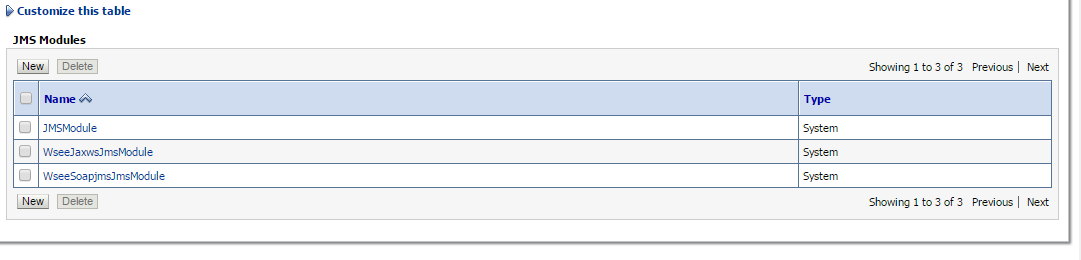 Customize this table
JMS Modules
New Delete Showing 1 to 3 of 3 Previous | Next
Name Type
JMSModule System
WseeJaxwsJmsModule System
WseeSoapjmsJmsModule System
New Delete Showing 1 to 3 of 3 Previous | Next